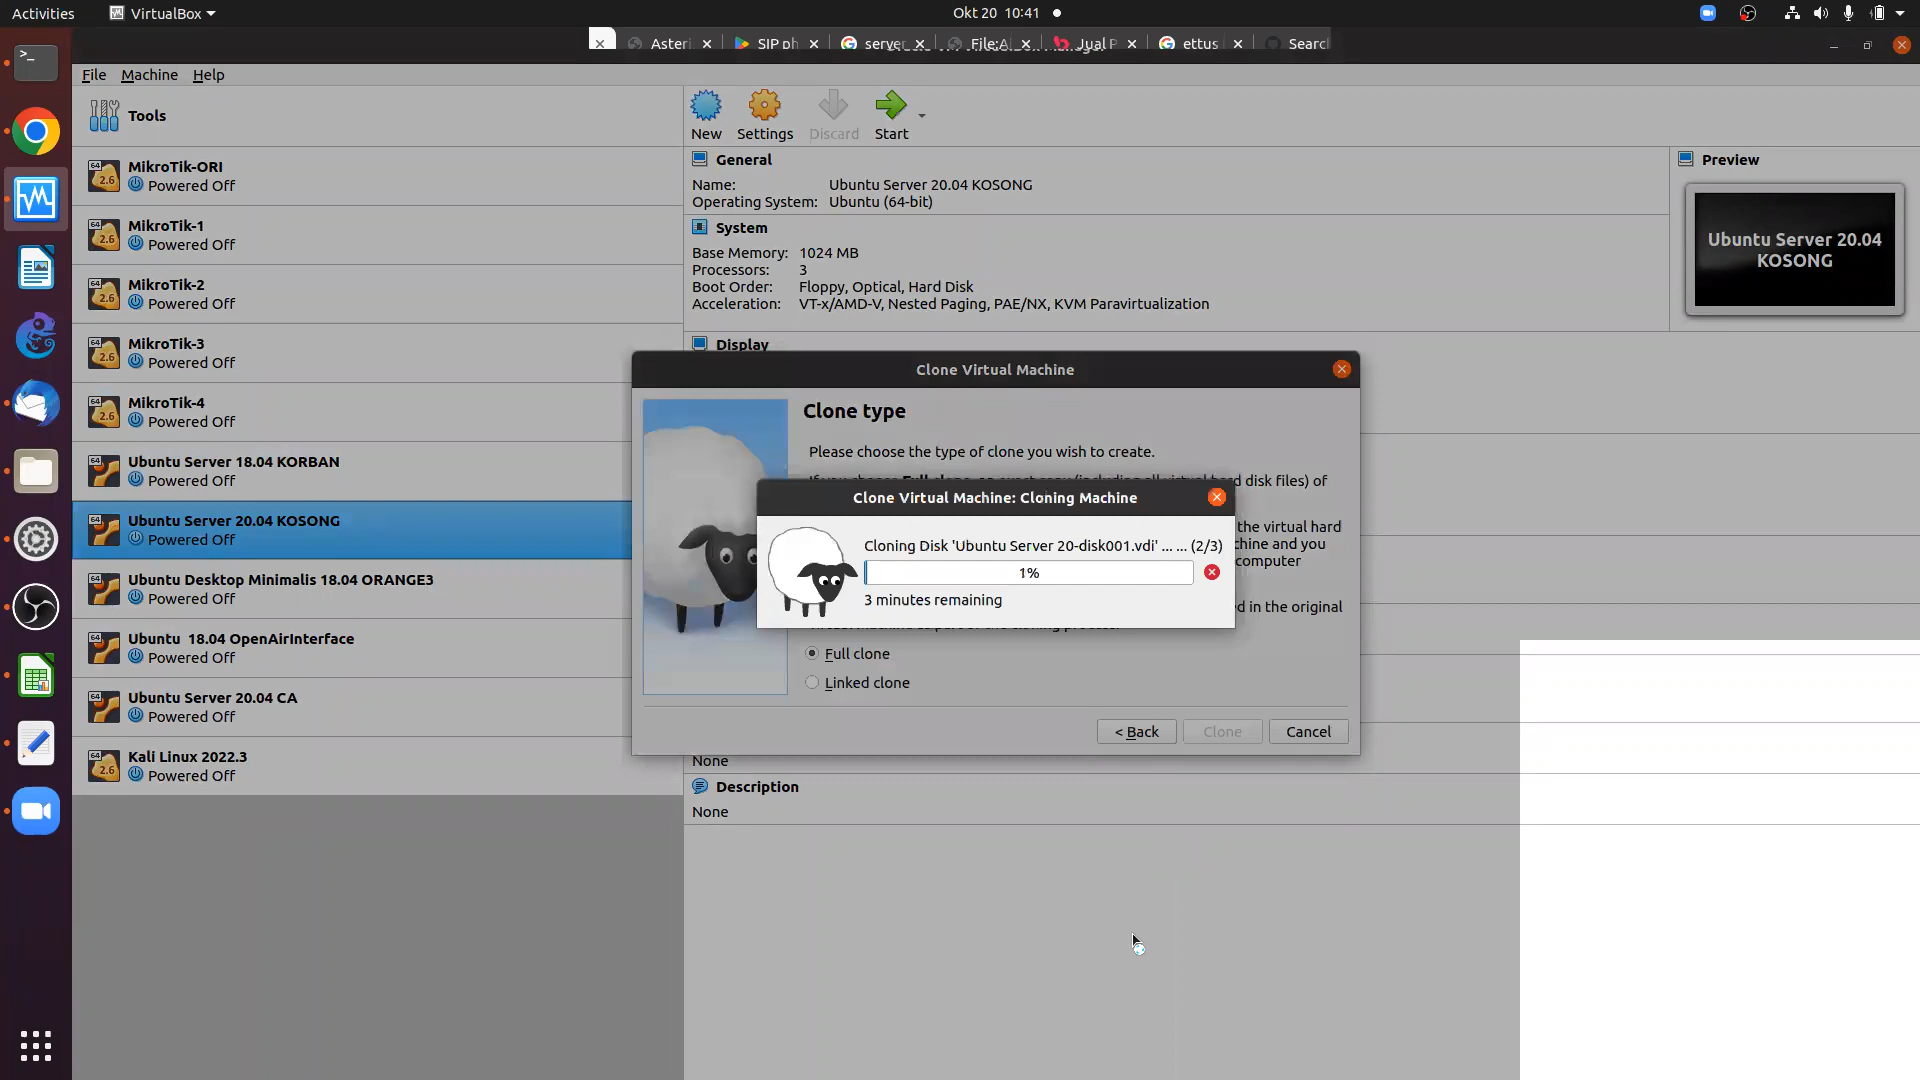 Activities
VirtualBox
Okt 20 10:41
Asteri
SIP ph
server
File:A
Jual P
ettus
Search
File Machine Help
Tools
New
Settings
Discard
Start
MikroTik-ORI
Powered Off
MikroTik-1
Powered Off
MikroTik-2
Powered Off
MikroTik-3
Powered Off
MikroTik-4
Powered Off
Ubuntu Server 18.04 KORBAN
Powered Off
Ubuntu Server 20.04 KOSONG
Powered Off
Ubuntu Desktop Minimalis 18.04 ORANGE3
Powered Off
Ubuntu 18.04 OpenAirInterface
Powered Off
Ubuntu Server 20.04 CA
Powered Off
Kali Linux 2022.3
Powered Off
General
Name: Ubuntu Server 20.04 KOSONG
Operating System: Ubuntu (64-bit)
System
Base Memory: 1024 MB
Processors: 3
Boot Order: Floppy, Optical, Hard Disk
Acceleration: VT-x/AMD-V, Nested Paging, PAE/NX, KVM Paravirtualization
Display
Preview
Ubuntu Server 20.04
KOSONG
Clone Virtual Machine
Clone type
Please choose the type of clone you wish to create.
disk files) of
the virtual hard
chine and you
computer
d in the original
Clone Virtual Machine: Cloning Machine
Cloning Disk 'Ubuntu Server 20-disk001.vdi' ... ... (2/3)
1%
3 minutes remaining
Full clone
Linked clone
< Back
Clone
Cancel
None
Description
None